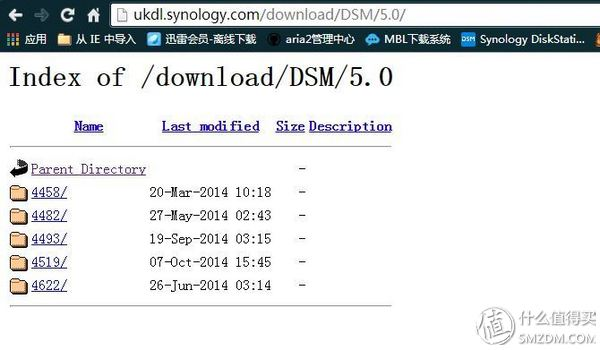 ukdl.synology.com/download/DSM/5.0/
应用 从 IE 中导入 迅雷会员-离线下载 aria2管理中心 MBL下载系统 DSM Synology DiskStati...
Index of /download/DSM/5.0
Name Last modified Size Description
Parent Directory -
4458/ 20-Mar-2014 10:18 -
4482/ 27-May-2014 02:43 -
4493/ 19-Sep-2014 03:15 -
4519/ 07-Oct-2014 15:45 -
4622/ 26-Jun-2014 03:14 -
值 什么值得买
SMZDM.COM